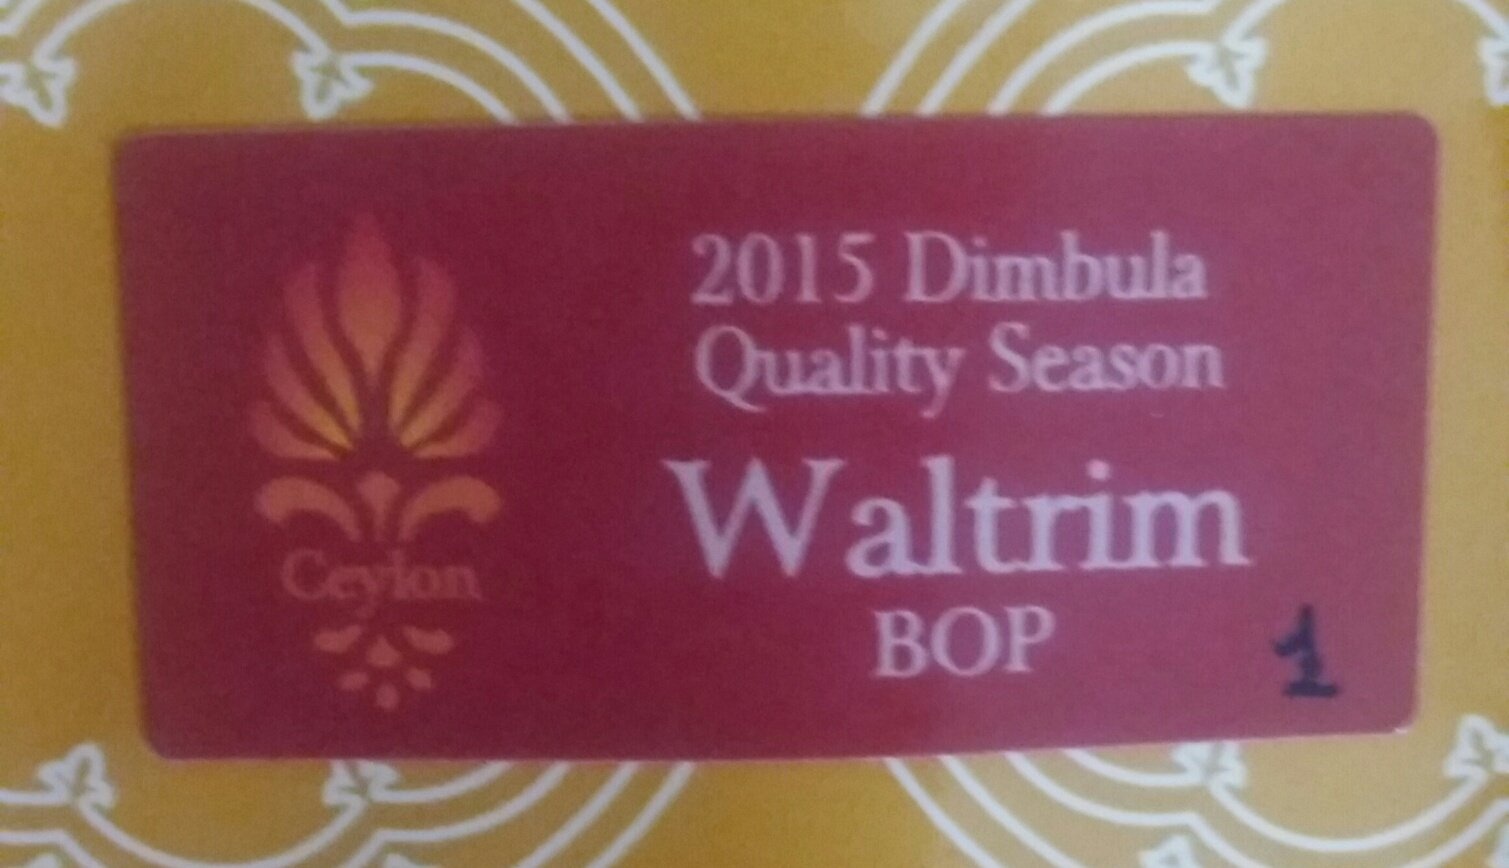 2015 Dimbula
Quality Season
Waltrim
BOP
Ceylon
1